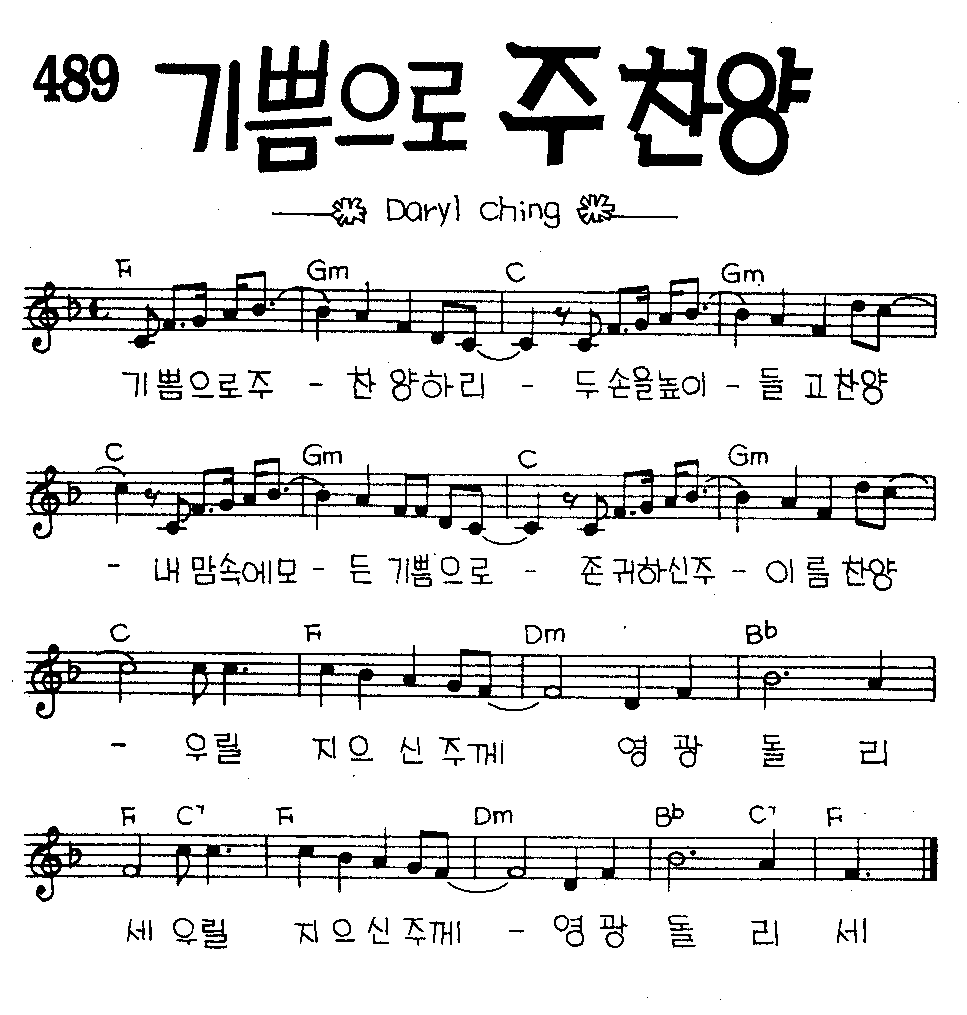 489 기쁨으로 주 찬양
Daryl Ching
F Gm C Gm
기쁨으로주 - 찬 양하리 - 두 손을높이 - 들 고찬양
C Gm C Gm
- 내 맘속에모 - 든 기쁨으로 - 존귀하신주 - 이 름 찬양
C F Dm Bb
- 우릴 지으 신 주께 영 광 돌 리
F C7 F Dm Bb C7 F
세 우릴 지으신 주께 - 영 광 돌 리 세